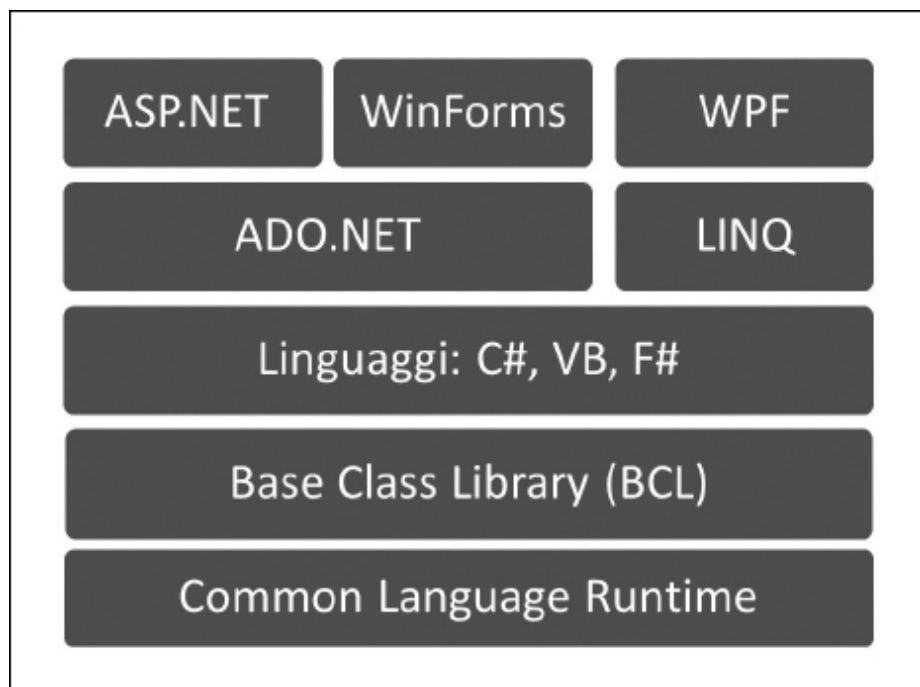 ASP.NET WinForms WPF
ADO.NET LINQ
Linguaggi: C#, VB, F#
Base Class Library (BCL)
Common Language Runtime